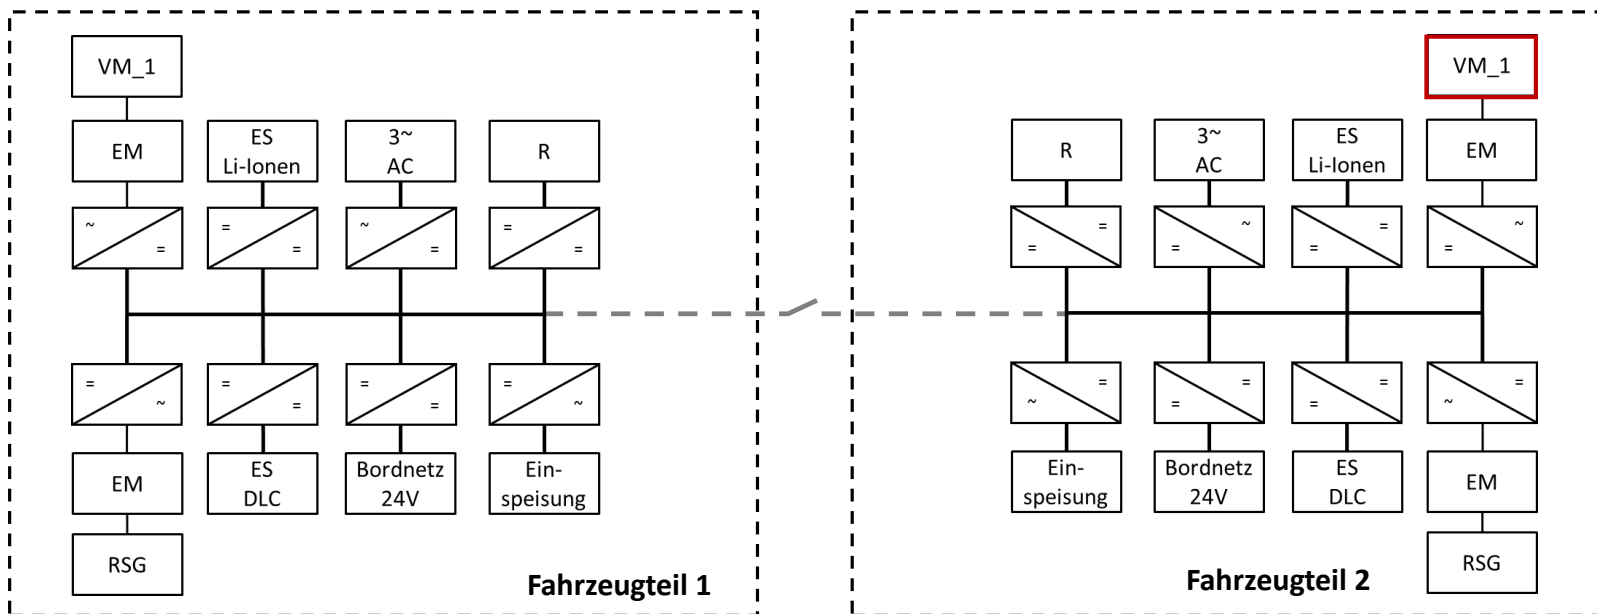 VM_1
VM_1
EM
ES
Li-Ionen
3~
AC
R
R
3~
AC
ES
Li-Ionen
EM
~
=
=
=
~
=
=
=
=
=
~
=
=
=
~
=
=
~
=
=
=
=
=
~
=
~
=
=
=
=
=
~
EM
ES
DLC
Bordnetz
24V
Ein-
speisung
Ein-
speisung
Bordnetz
24V
ES
DLC
EM
RSG
RSG
Fahrzeugteil 1
Fahrzeugteil 2